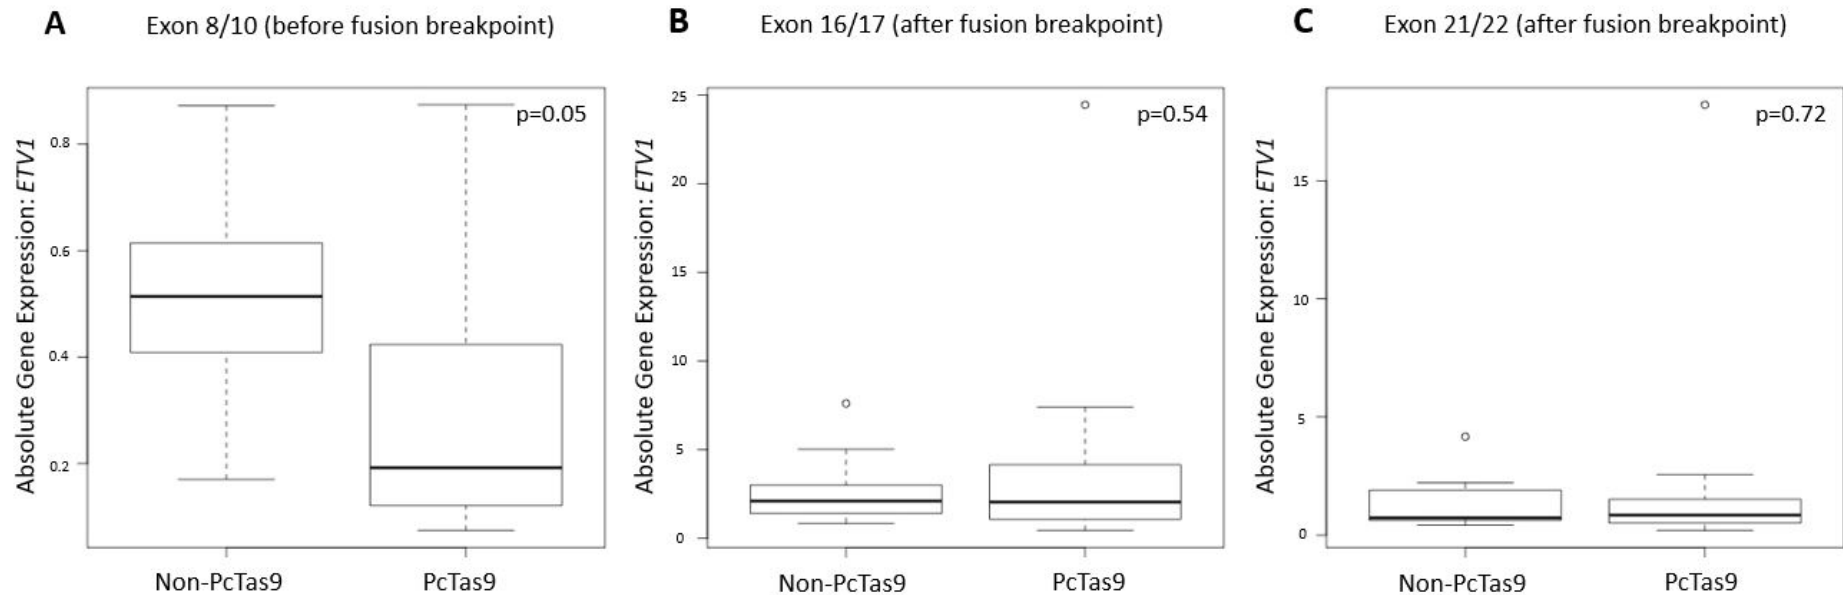 A Exon 8/10 (before fusion breakpoint)
Absolute Gene Expression: ETV1
p=0.05
0.8
0.6
0.4
0.2
Non-PcTas9 PcTas9
B Exon 16/17 (after fusion breakpoint)
Absolute Gene Expression: ETV1
p=0.54
25
20
15
10
5
0
Non-PcTas9 PcTas9
C Exon 21/22 (after fusion breakpoint)
Absolute Gene Expression: ETV1
p=0.72
15
10
5
0
Non-PcTas9 PcTas9